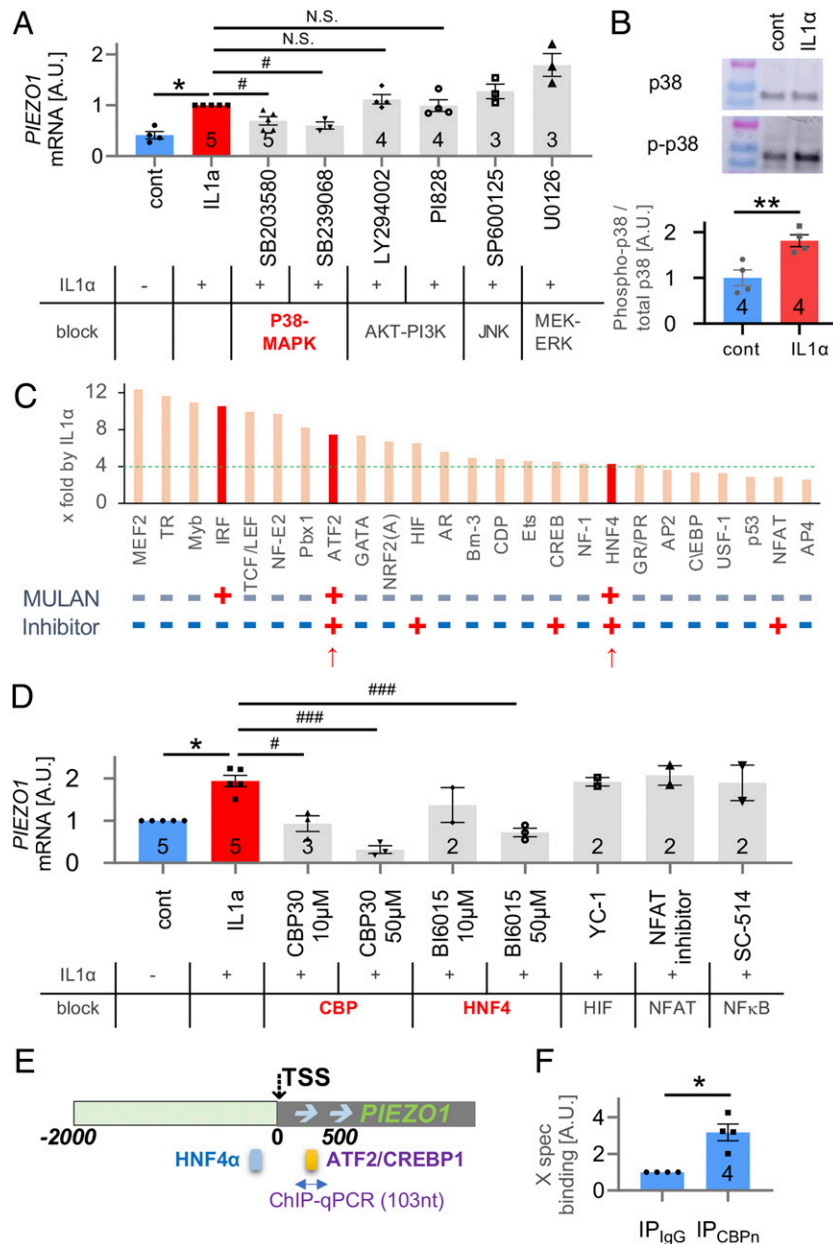 A
N.S.
N.S.
#
* #
PIEZO1
mRNA [A.U.]
2
1
0
5 5 4 4 3 3
cont
IL1a
SB203580
SB239068
LY294002
PI828
SP600125
U0126
IL1α - + + + + + + +
block P38-MAPK AKT-PI3K JNK MEK-ERK
B
cont
IL1α
p38
p-p38
**
Phospho-p38 /
total p38 [A.U.]
2
1
0
4 4
cont IL1α
C
x fold by IL1α
12
8
4
0
MEF2
TR
Myb
IRF
TCF/LEF
NF-E2
Pbx1
ATF2
GATA
NRF2(A)
HIF
AR
Brn-3
CDP
Ets
CREB
NF-1
HNF4
GR/PR
AP2
C\EBP
USF-1
p53
NFAT
AP4
MULAN - - - + - - - + - - - - - - - - - + - - - - - - -
Inhibitor - - - - - - - + - - + - - - - + - + - - - - - + -
↑ ↑
D
###
###
* #
PIEZO1
mRNA [A.U.]
2
1
0
5 5 3 2 2 2 2
cont
IL1a
CBP30
10μM
CBP30
50μM
BI6015
10μM
BI6015
50μM
YC-1
NFAT
inhibitor
SC-514
IL1α - + + + + + + + +
block CBP HNF4 HIF NFAT NFκB
E
TSS
PIEZO1
-2000 0 500
HNF4α ATF2/CREBP1
ChIP-qPCR (103nt)
F
*
X spec
binding [A.U.]
4
2
0
4
IPIgG IPCBPn